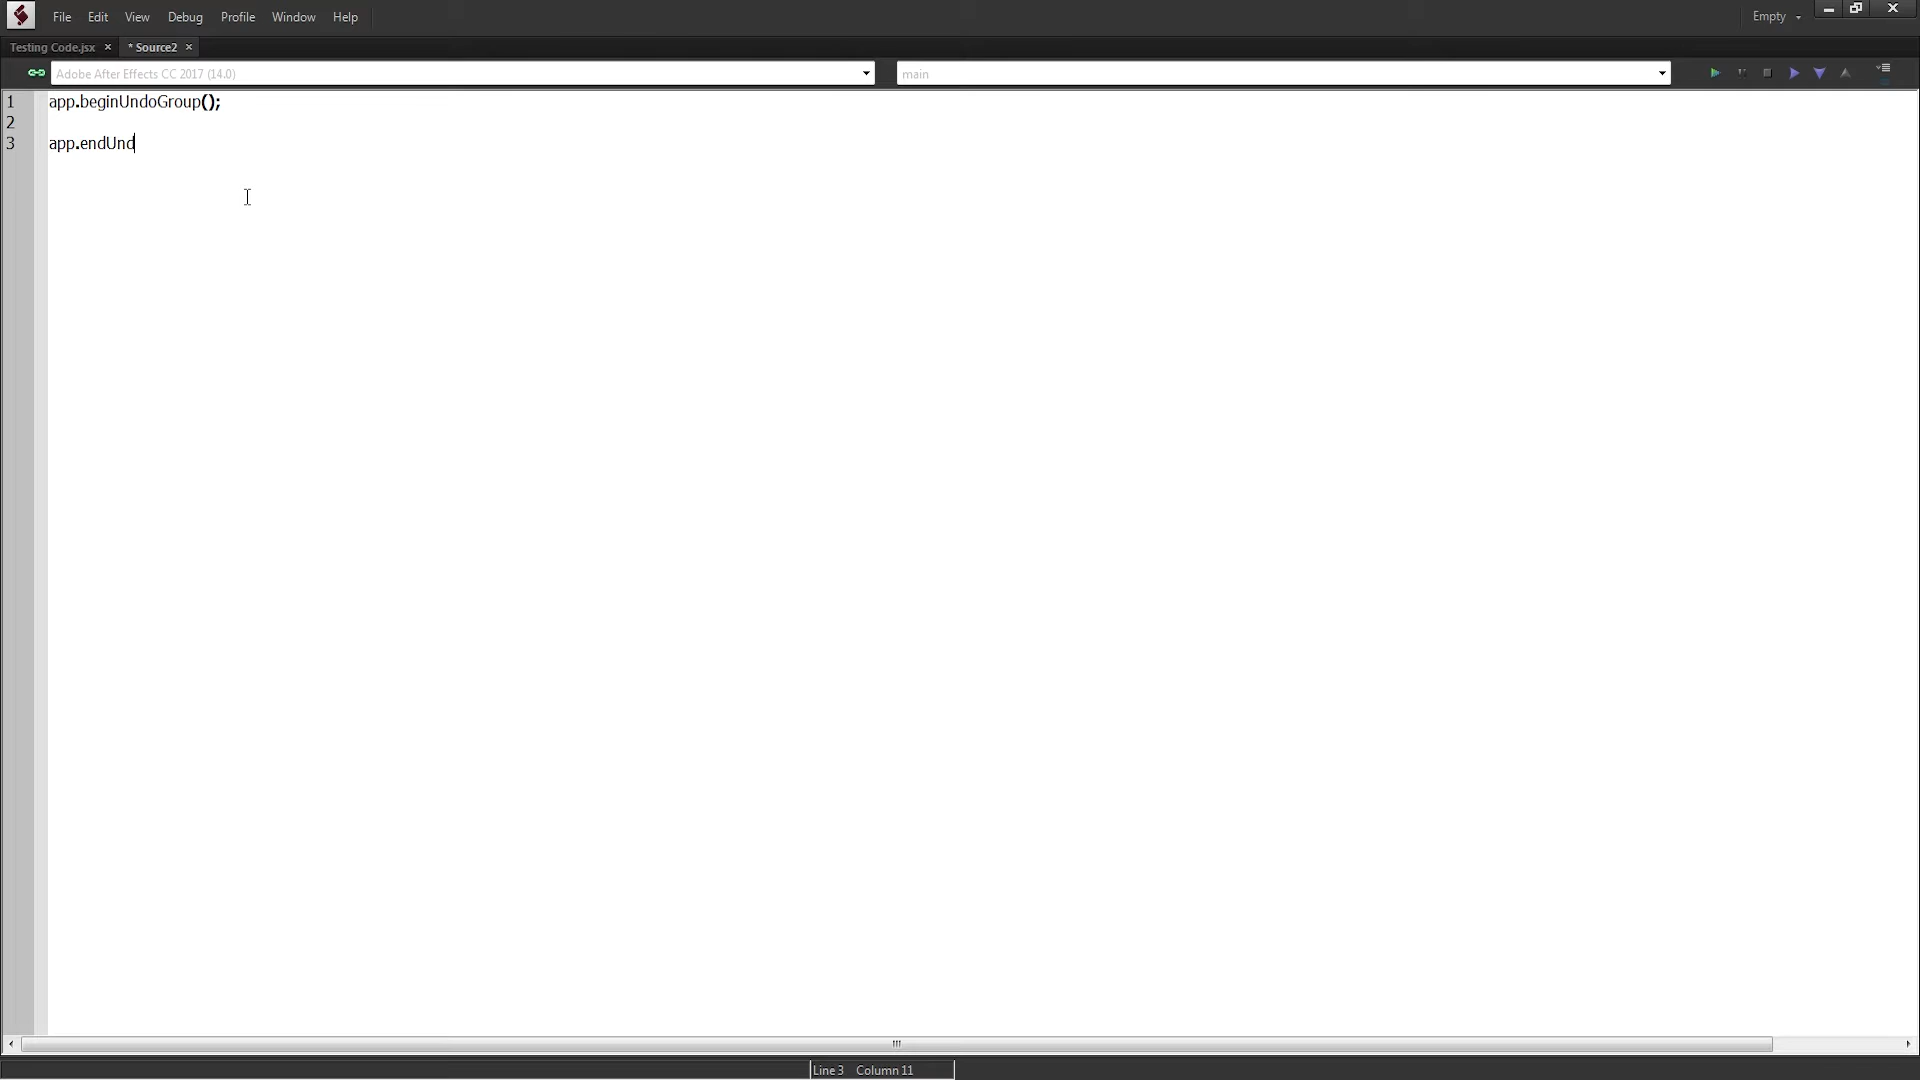 File Edit View Debug Profile Window Help Empty
Testing Code.jsx * Source2
Adobe After Effects CC 2017 (14.0) main
1 app.beginUndoGroup();
2
3 app.endUnd
Line 3 Column 11